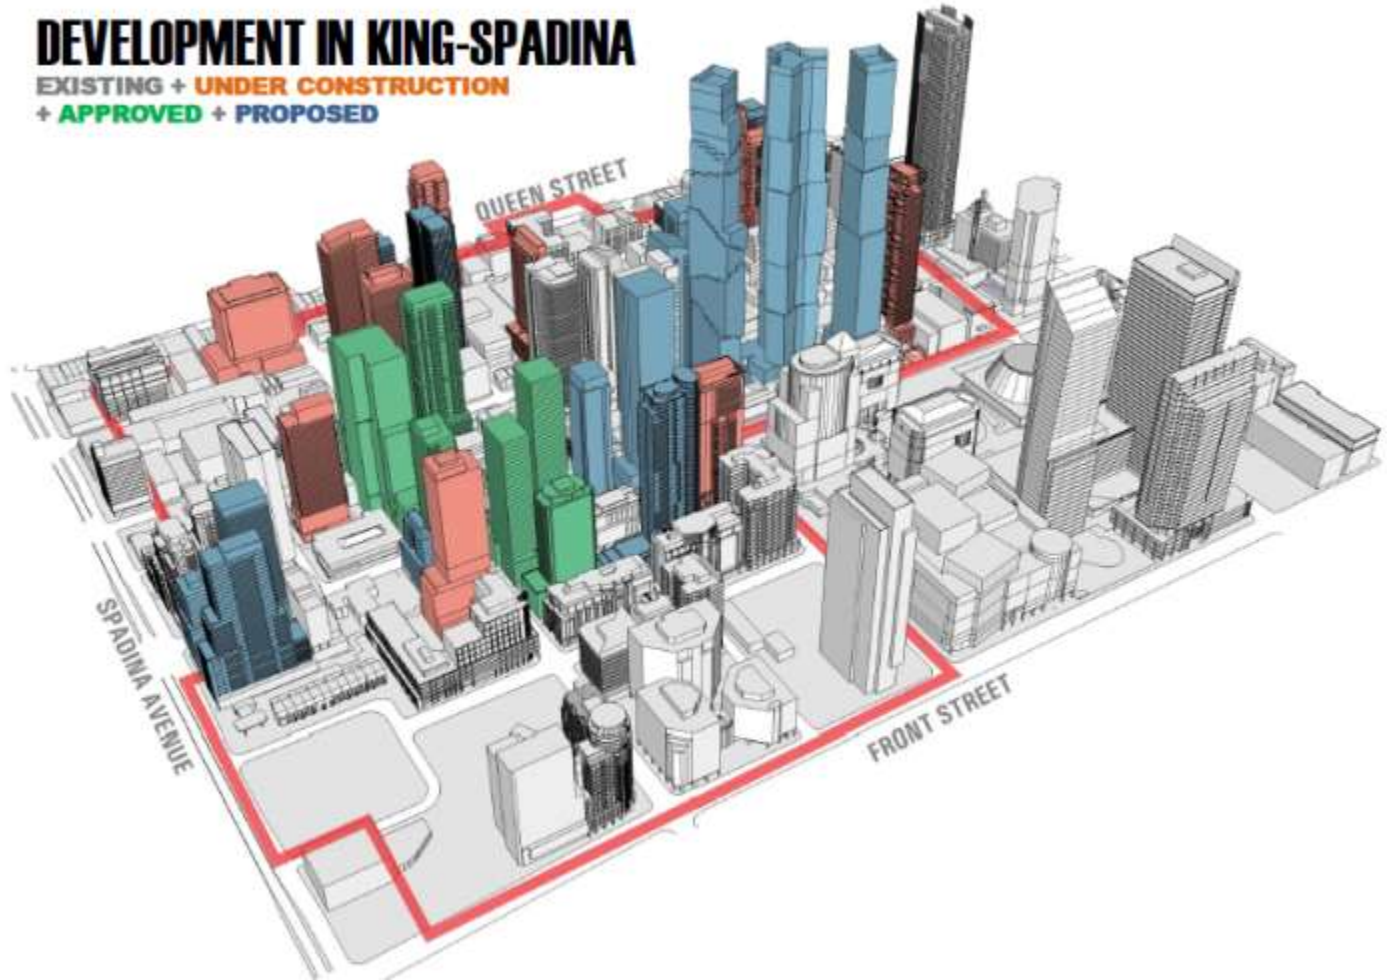 DEVELOPMENT IN KING-SPADINA
EXISTING + UNDER CONSTRUCTION
+ APPROVED + PROPOSED
QUEEN STREET
SPADINA AVENUE
FRONT STREET